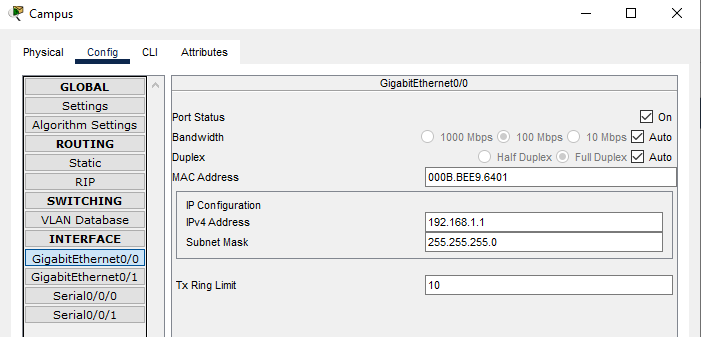 Campus
Physical Config CLI Attributes
GLOBAL
Settings
Algorithm Settings
ROUTING
Static
RIP
SWITCHING
VLAN Database
INTERFACE
GigabitEthernet0/0
GigabitEthernet0/1
Serial0/0/0
Serial0/0/1
GigabitEthernet0/0
Port Status On
Bandwidth 1000 Mbps 100 Mbps 10 Mbps Auto
Duplex Half Duplex Full Duplex Auto
MAC Address 000B.BEE9.6401
IP Configuration
IPv4 Address 192.168.1.1
Subnet Mask 255.255.255.0
Tx Ring Limit 10